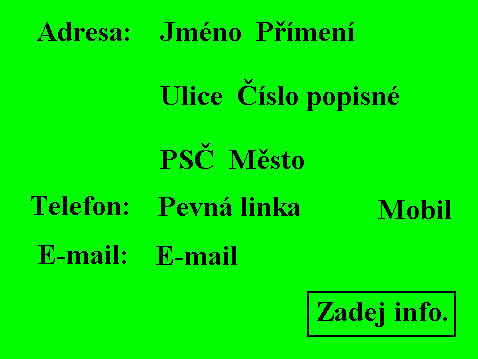 Adresa: Jméno Přímení
Ulice Číslo popisné
PSČ Město
Telefon: Pevná linka Mobil
E-mail: E-mail
Zadej info.